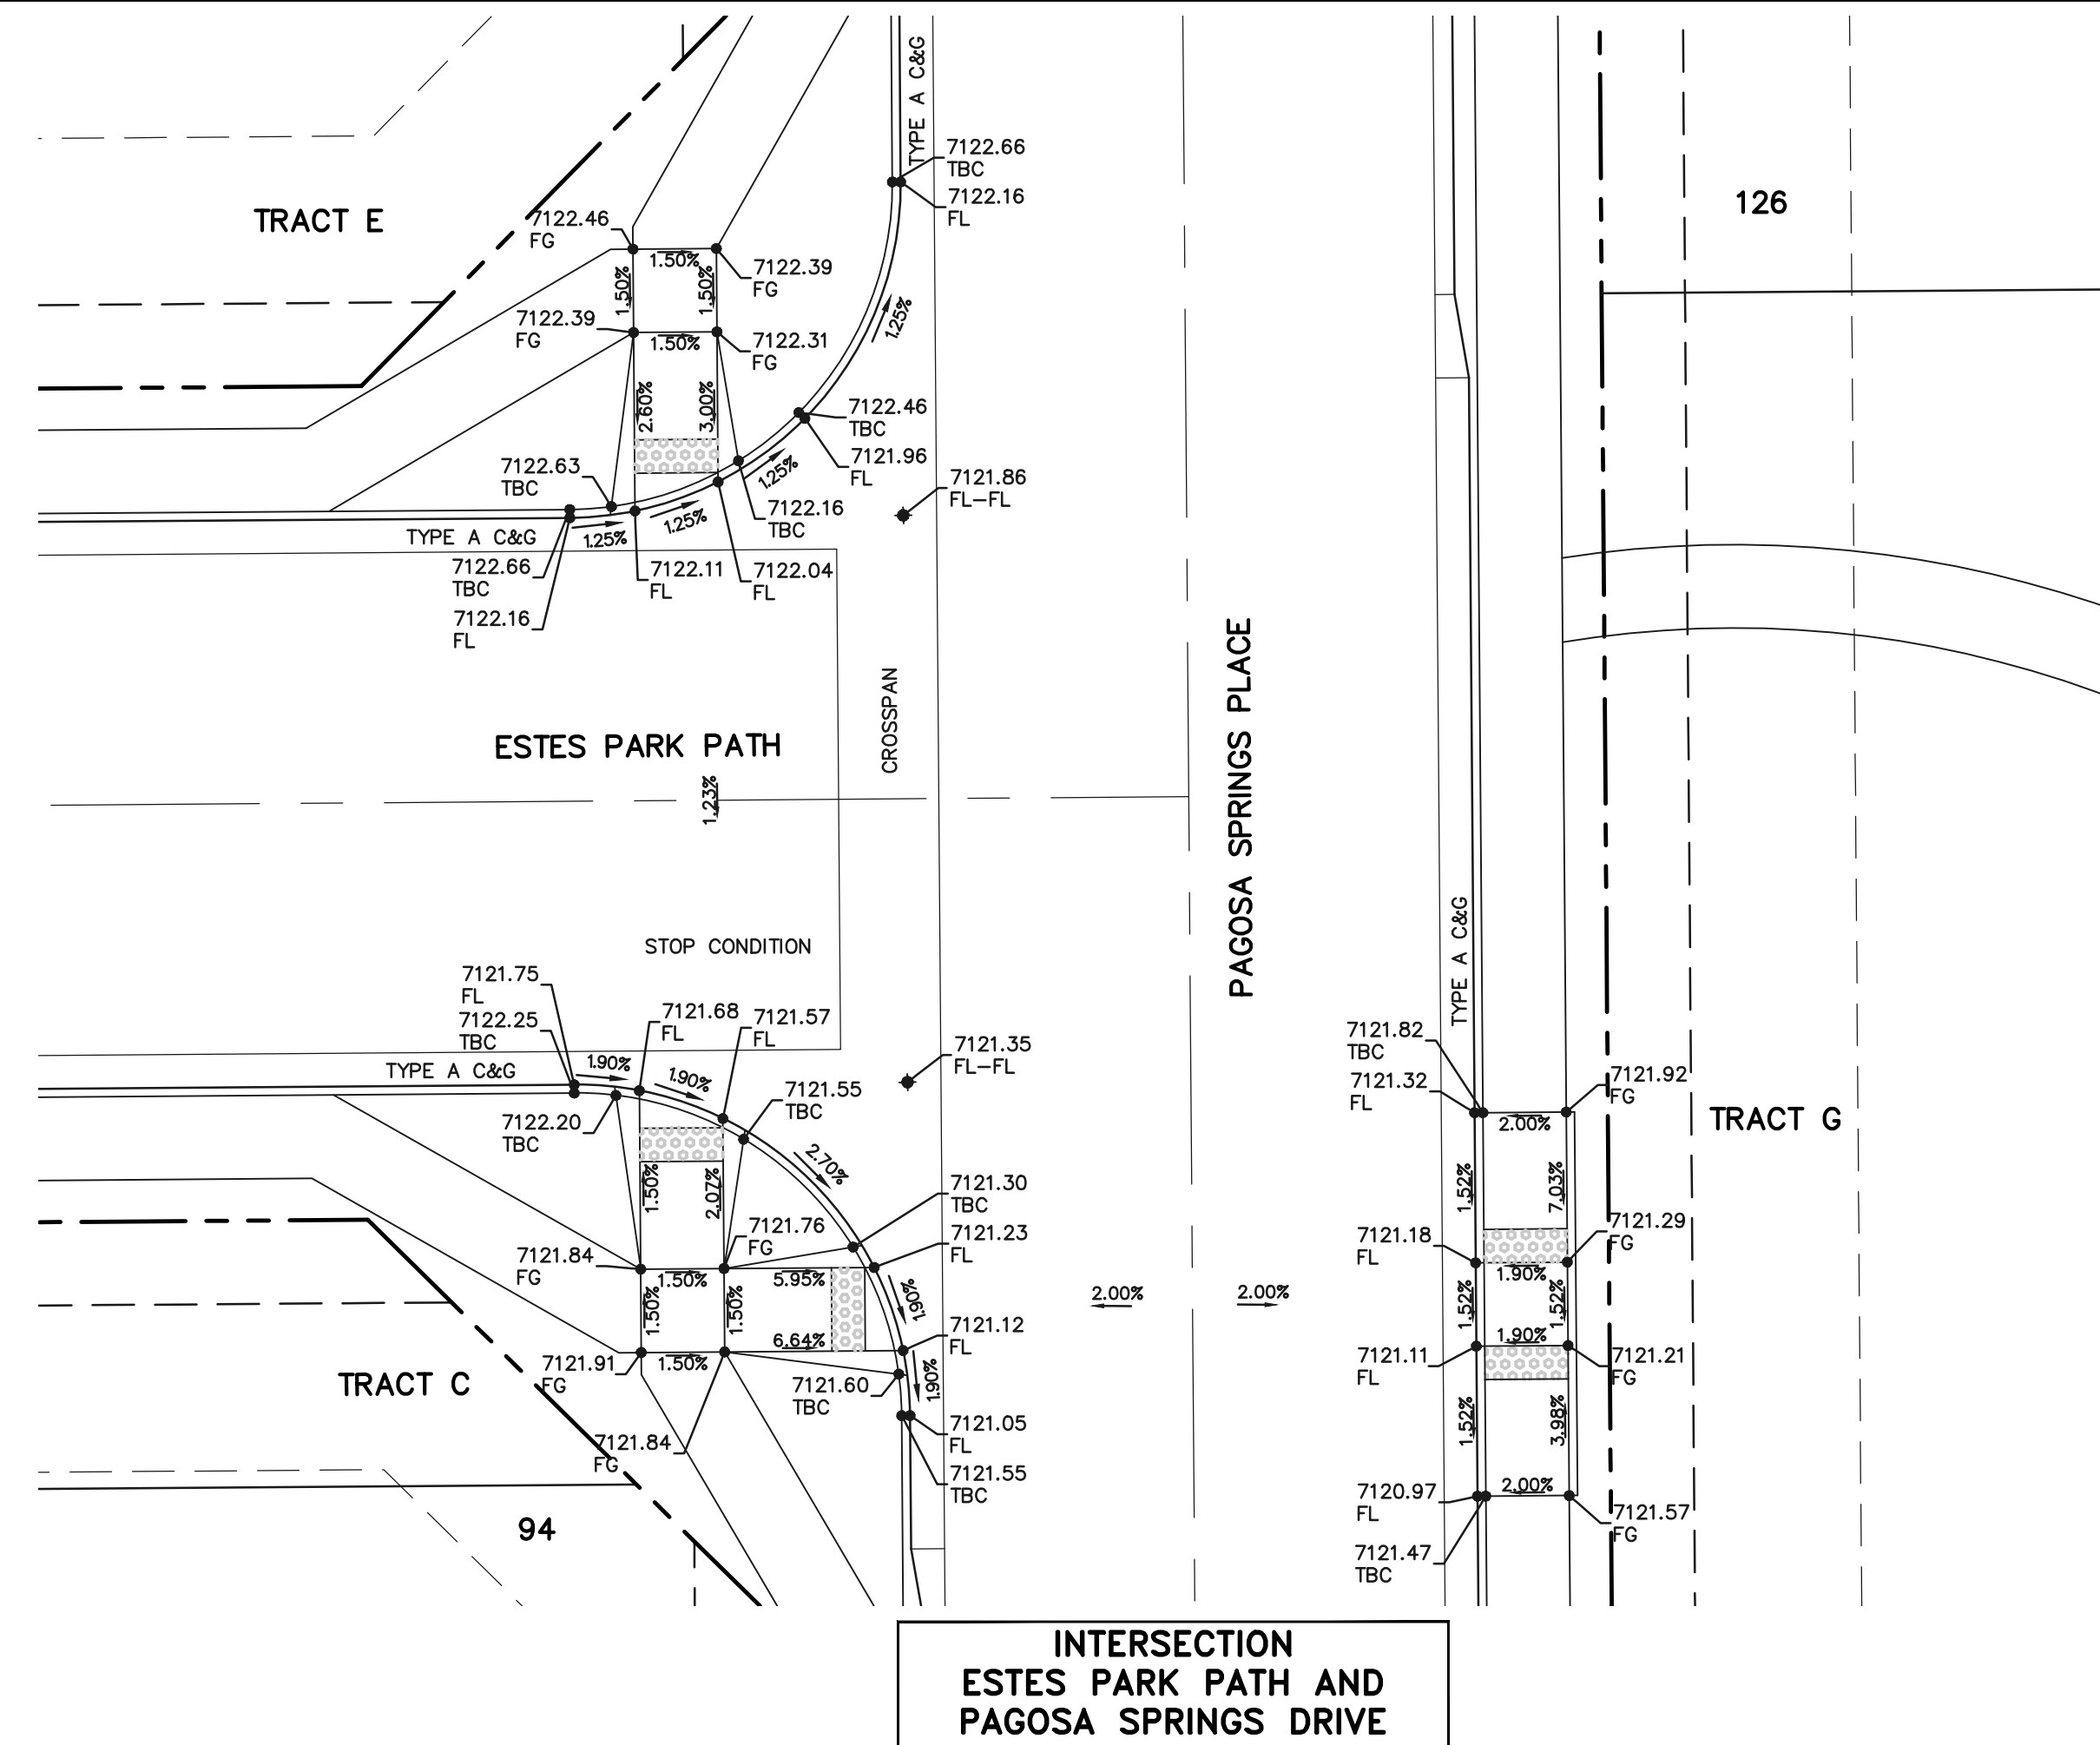 TYPE A C&G
7122.66
TBC
7122.16
FL
126
TRACT E
7122.46
FG
1.50%
7122.39
FG
1.50%
1.50%
7122.39
FG
1.50%
7122.31
FG
1.25%
2.60%
3.00%
7122.46
TBC
7121.96
FL
7122.63
TBC
1.25%
7121.86
FL-FL
7122.16
TBC
1.25%
TYPE A C&G
1.25%
7122.66
TBC
7122.11
FL
7122.04
FL
7122.16
FL
CROSSPAN
PAGOSA SPRINGS PLACE
ESTES PARK PATH
1.23%
STOP CONDITION
TYPE A C&G
7121.75
FL
7122.25
TBC
7121.68
FL
7121.57
FL
7121.35
FL-FL
7121.82
TBC
7121.32
FL
7121.92
FG
TYPE A C&G
1.90%
1.90%
7121.55
TBC
7122.20
TBC
2.00%
TRACT G
2.70%
1.50%
2.07%
7121.30
TBC
1.52%
7.03%
7121.76
FG
7121.23
FL
7121.18
FL
7121.29
FG
7121.84
FG
1.50%
5.95%
1.90%
1.90%
1.50%
1.50%
2.00%
2.00%
1.52%
1.52%
6.64%
7121.12
FL
1.90%
7121.91
FG
1.50%
7121.11
FL
7121.21
FG
TRACT C
7121.60
TBC
1.90%
7121.05
FL
1.52%
3.98%
7121.84
FG
7121.55
TBC
7120.97
FL
2.00%
7121.57
FG
94
7121.47
TBC
INTERSECTION
ESTES PARK PATH AND
PAGOSA SPRINGS DRIVE